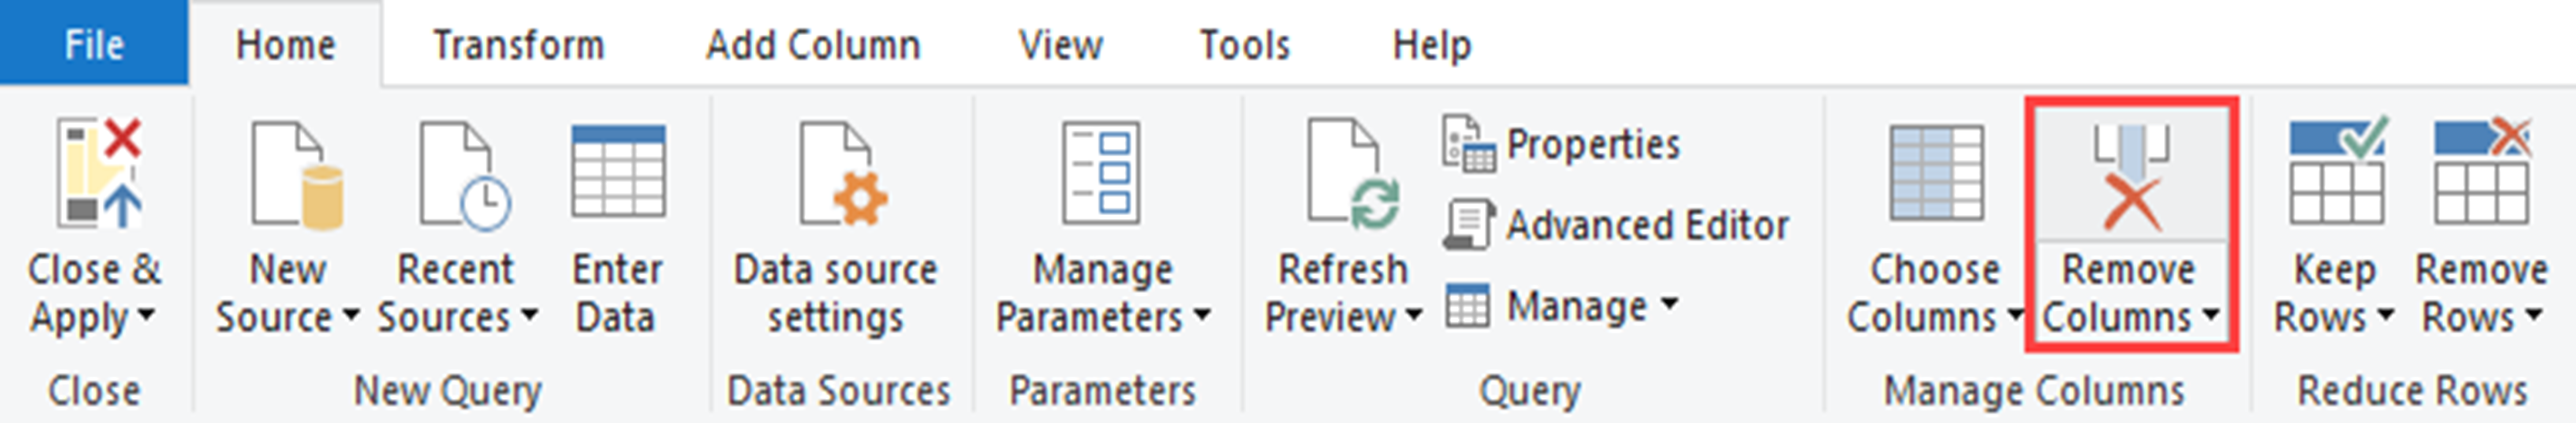 File Home Transform Add Column View Tools Help
Close &
Apply
New
Source
Recent
Sources
Enter
Data
Data source
settings
Manage
Parameters
Refresh
Preview
Properties
Advanced Editor
Manage
Choose
Columns
Remove
Columns
Keep
Rows
Remove
Rows
Close New Query Data Sources Parameters Query Manage Columns Reduce Rows